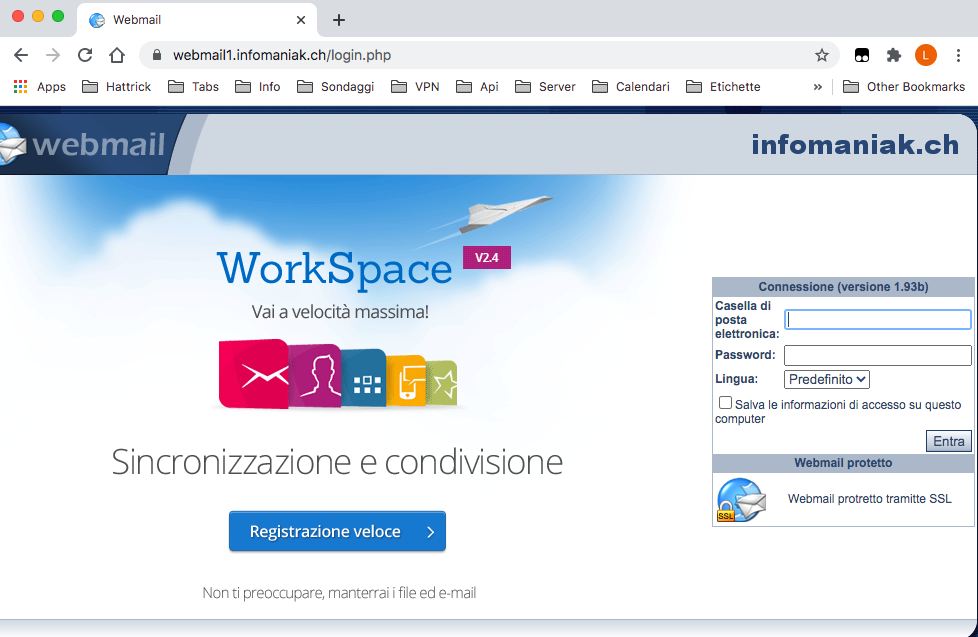 Webmail
webmail1.infomaniak.ch/login.php
L
Apps Hattrick Tabs Info Sondaggi VPN Api Server Calendari Etichette » Other Bookmarks
webmail
infomaniak.ch
WorkSpace V2.4
Vai a velocità massima!
Sincronizzazione e condivisione
Registrazione veloce
Non ti preoccupare, manterrai i file ed e-mail
Connessione (versione 1.93b)
Casella di
posta
elettronica:
Password:
Lingua: Predefinito
Salva le informazioni di accesso su questo
computer
Entra
Webmail protetto
SSL Webmail protretto tramitte SSL